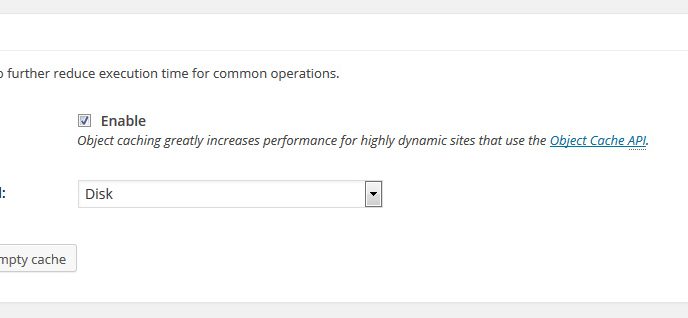 further reduce execution time for common operations.
Enable
Object caching greatly increases performance for highly dynamic sites that use the Object Cache API.
Disk
cache